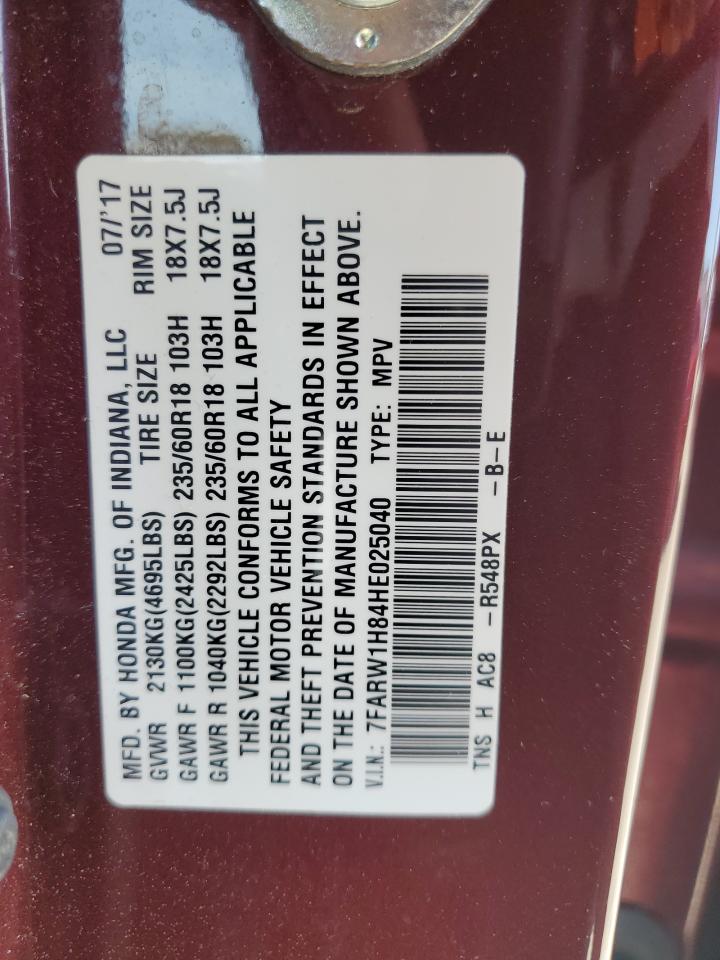 MFD. BY HONDA MFG. OF INDIANA, LLC 07/'17
GVWR 2130KG(4695LBS) TIRE SIZE RIM SIZE
GAWR F 1100KG(2425LBS) 235/60R18 103H 18X7.5J
GAWR R 1040KG(2292LBS) 235/60R18 103H 18X7.5J
THIS VEHICLE CONFORMS TO ALL APPLICABLE
FEDERAL MOTOR VEHICLE SAFETY
AND THEFT PREVENTION STANDARDS IN EFFECT
ON THE DATE OF MANUFACTURE SHOWN ABOVE.
V.I.N.: 7FARW1H84HE025040 TYPE: MPV
TNS H AC8 -R548PX -B-E